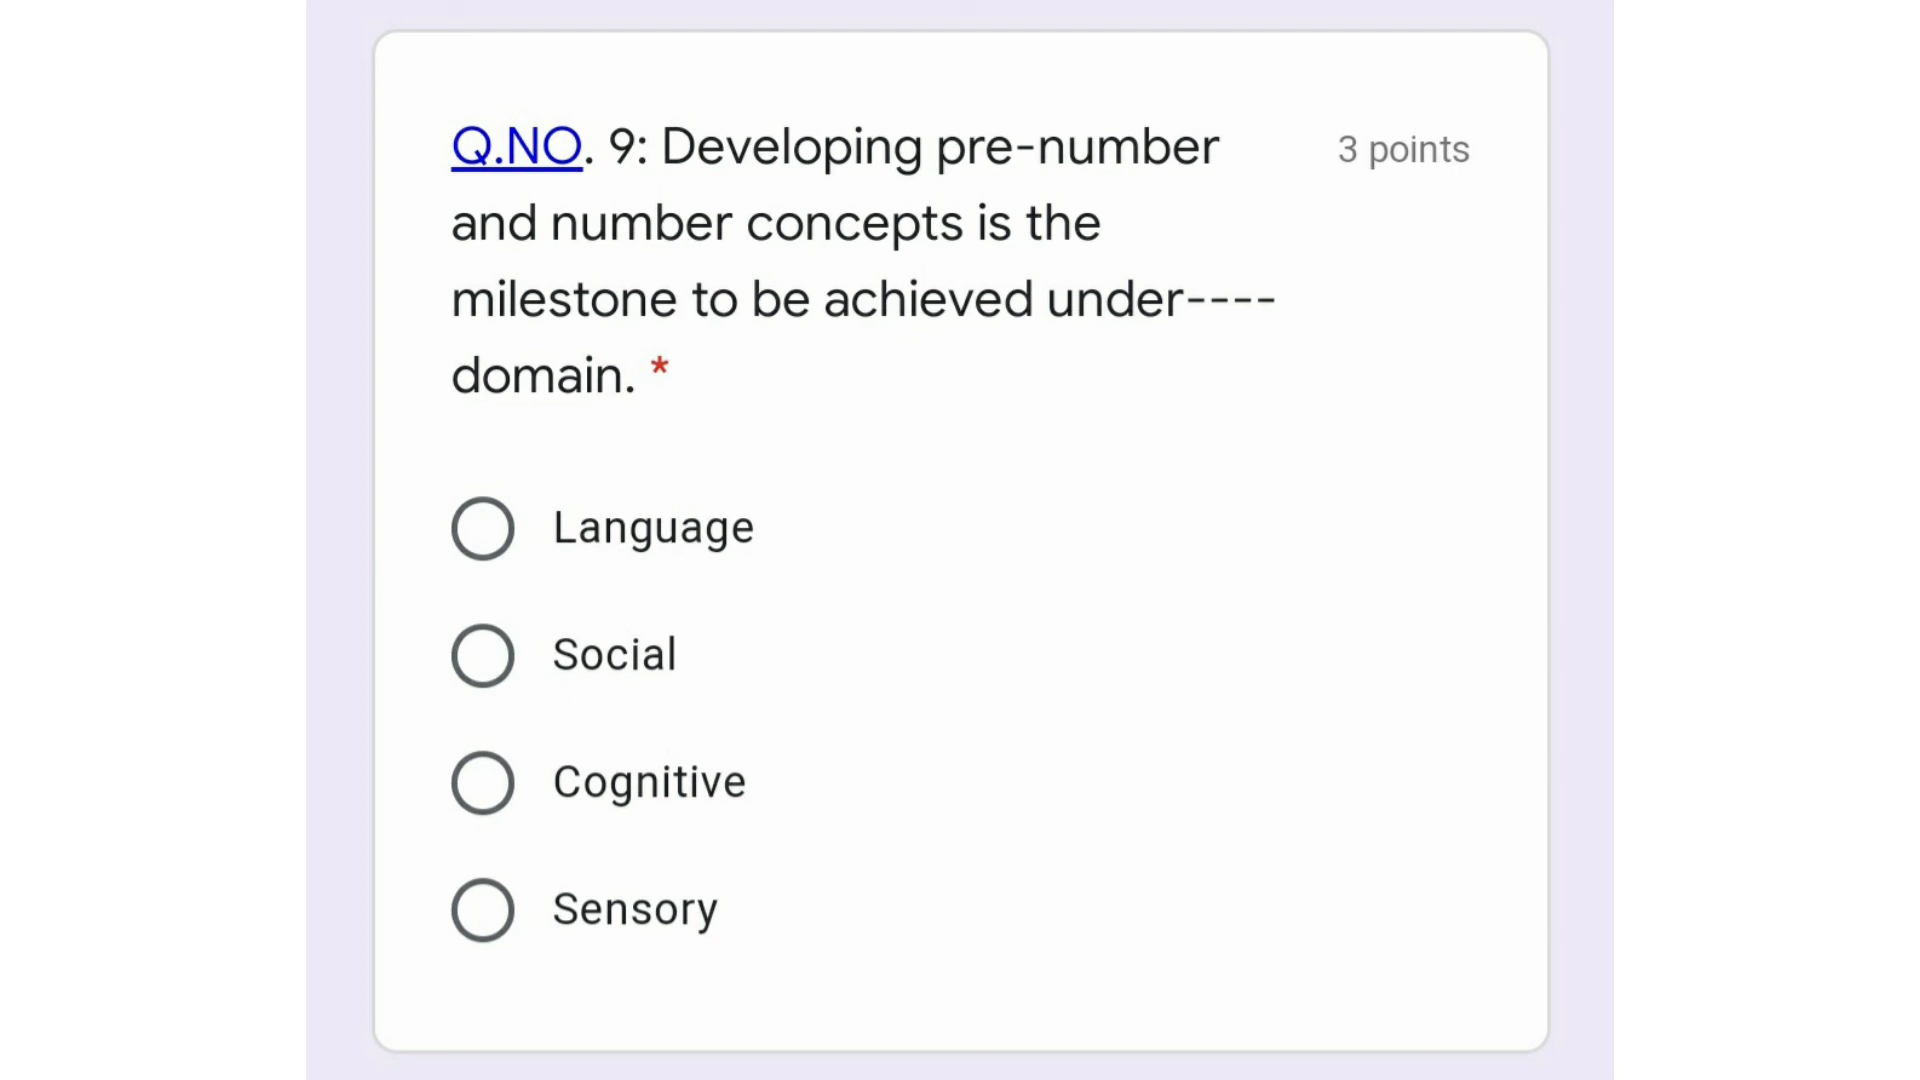 Q.NO. 9: Developing pre-number
and number concepts is the
milestone to be achieved under----
domain. *
3 points
Language
Social
Cognitive
Sensory